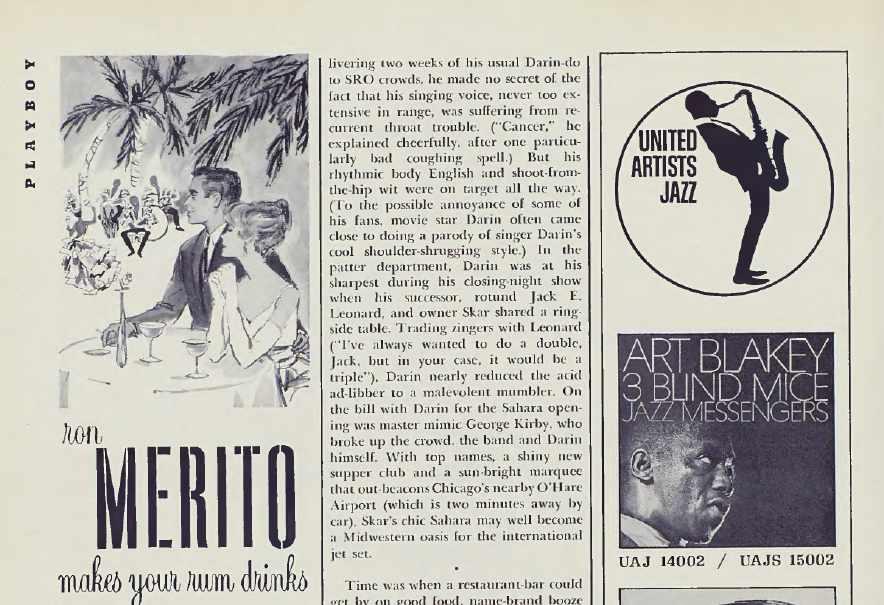 PLAYBOY
ron
MERITO
makes your rum drinks
livering two weeks of his usual Darin-do
to SRO crowds, he made no secret of the
fact that his singing voice, never too ex-
tensive in range, was suffering from re-
current throat trouble. ("Cancer," he
explained cheerfully, after one particu-
larly bad coughing spell.) But his
rhythmic body English and shoot-from-
the-hip wit were on target all the way.
(To the possible annoyance of some of
his fans, movie star Darin often came
close to doing a parody of singer Darin's
cool shoulder-shrugging style.) In the
patter department, Darin was at his
sharpest during his closing-night show
when his successor, rotund Jack E.
Leonard, and owner Skar shared a ring-
side table. Trading zingers with Leonard
("I've always wanted to do a double,
Jack, but in your case, it would be a
triple"), Darin nearly reduced the acid
ad-libber to a malevolent mumbler. On
the bill with Darin for the Sahara open-
ing was master mimic George Kirby, who
broke up the crowd, the band and Darin
himself. With top names, a shiny new
supper club and a sun-bright marquee
that out-beacons Chicago's nearby O'Hare
Airport (which is two minutes away by
car), Skar's chic Sahara may well become
a Midwestern oasis for the international
jet set.
•
Time was when a restaurant-bar could
get by on good food, name-brand booze
UNITED
ARTISTS
JAZZ
ART BLAKEY
3 BLIND MICE
JAZZ MESSENGERS
UAJ 14002 / UAJS 15002